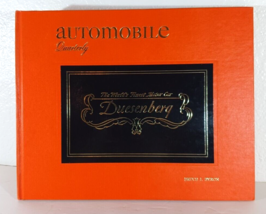 AUTOMOBILE
Quarterly
The World's Finest Motor Car
Duesenberg